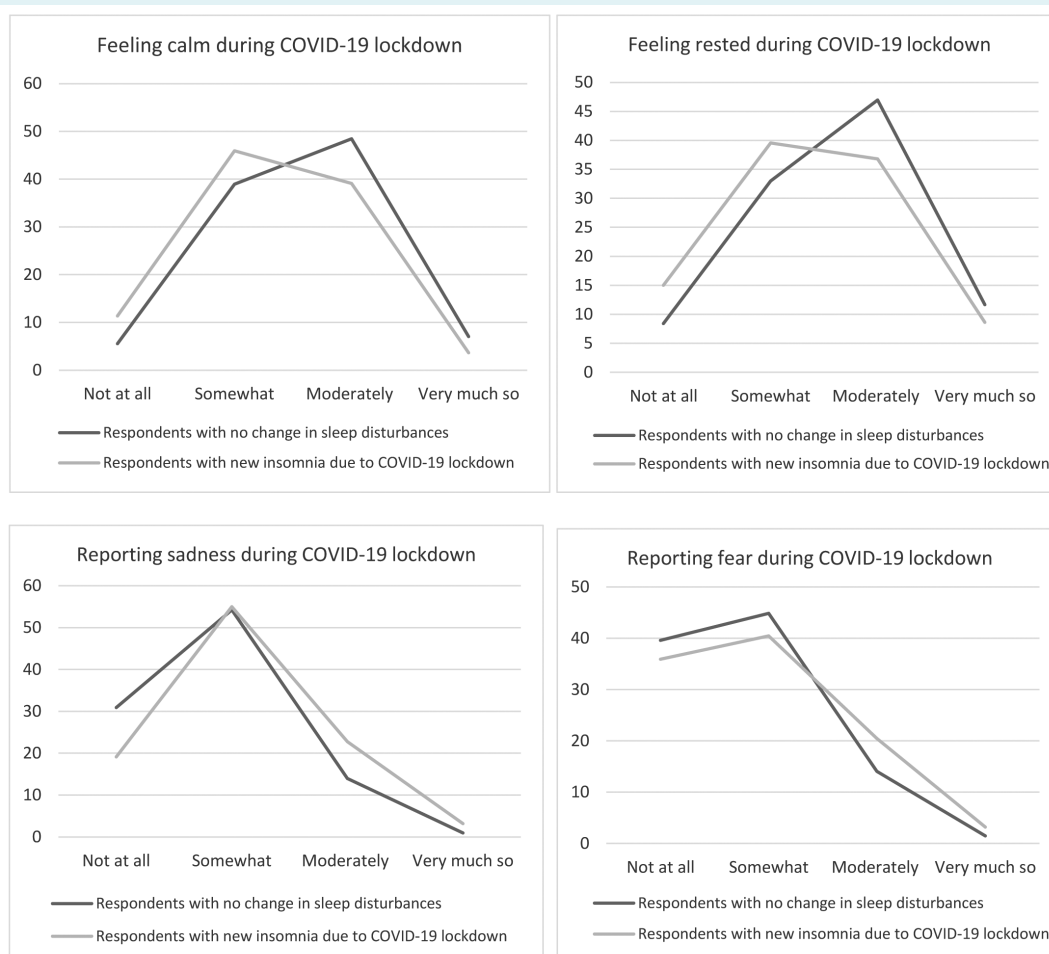 Feeling calm during COVID-19 lockdown
60
50
40
30
20
10
0
Not at all Somewhat Moderately Very much so
Respondents with no change in sleep disturbances
Respondents with new insomnia due to COVID-19 lockdown
Feeling rested during COVID-19 lockdown
50
45
40
35
30
25
20
15
10
5
0
Not at all Somewhat Moderately Very much so
Respondents with no change in sleep disturbances
Respondents with new insomnia due to COVID-19 lockdown
Reporting sadness during COVID-19 lockdown
60
50
40
30
20
10
0
Not at all Somewhat Moderately Very much so
Respondents with no change in sleep disturbances
Respondents with new insomnia due to COVID-19 lockdown
Reporting fear during COVID-19 lockdown
50
40
30
20
10
0
Not at all Somewhat Moderately Very much so
Respondents with no change in sleep disturbances
Respondents with new insomnia due to COVID-19 lockdown